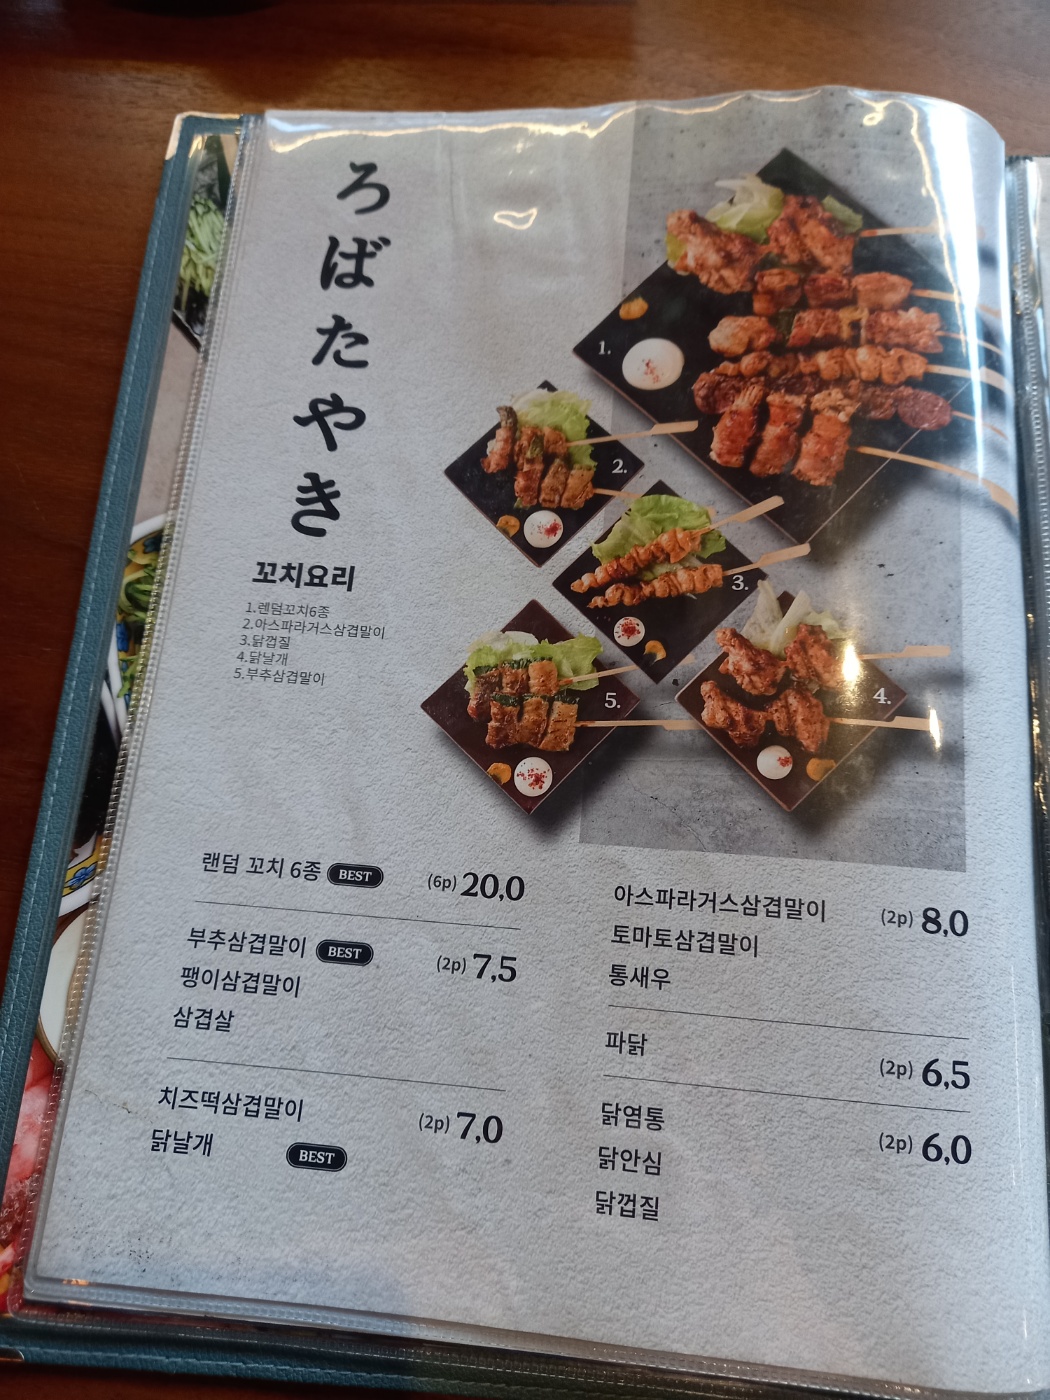 ろばたやき
꼬치요리
1.렌덤꼬치6종
2.아스파라거스삼겹말이
3.닭껍질
4.닭날개
5.부추삼겹말이
1.
2.
3.
4.
5.
랜덤 꼬치 6종 BEST (6p) 20,0
부추삼겹말이 BEST (2p) 7,5
팽이삼겹말이
삼겹살
치즈떡삼겹말이 (2p) 7,0
닭날개 BEST
아스파라거스삼겹말이 (2p) 8,0
토마토삼겹말이
통새우
파닭 (2p) 6,5
닭염통 (2p) 6,0
닭안심
닭껍질